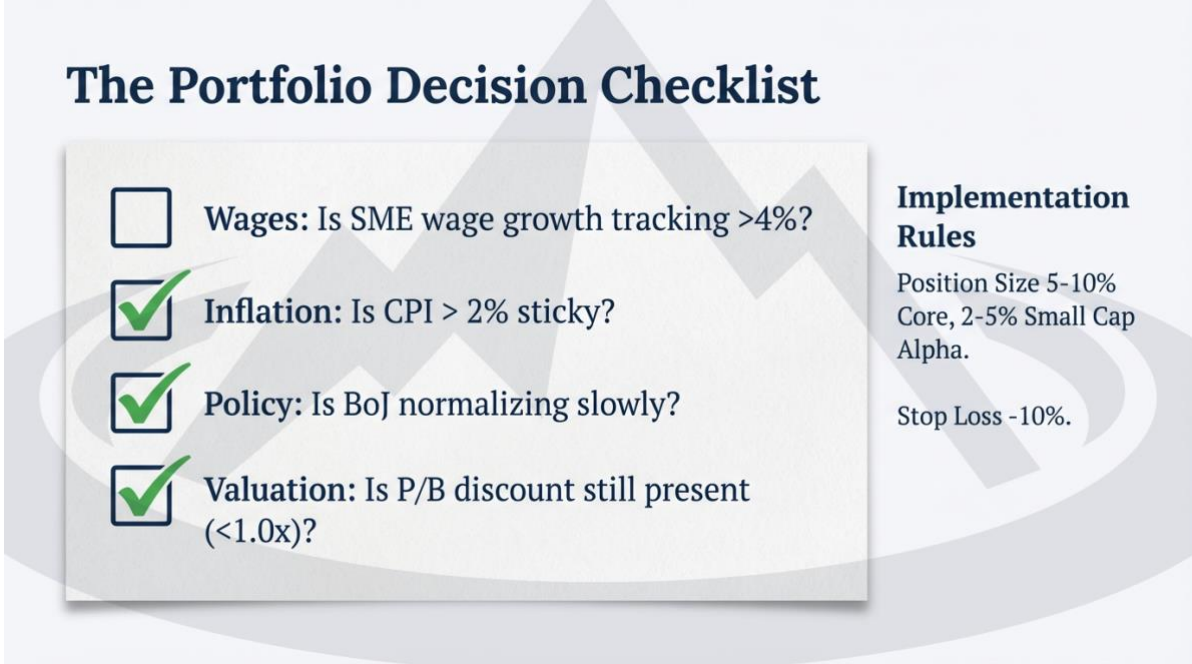 The Portfolio Decision Checklist
Wages: Is SME wage growth tracking >4%?
Inflation: Is CPI > 2% sticky?
Policy: Is BoJ normalizing slowly?
Valuation: Is P/B discount still present
(<1.0x)?
Implementation
Rules
Position Size 5-10%
Core, 2-5% Small Cap
Alpha.
Stop Loss -10%.